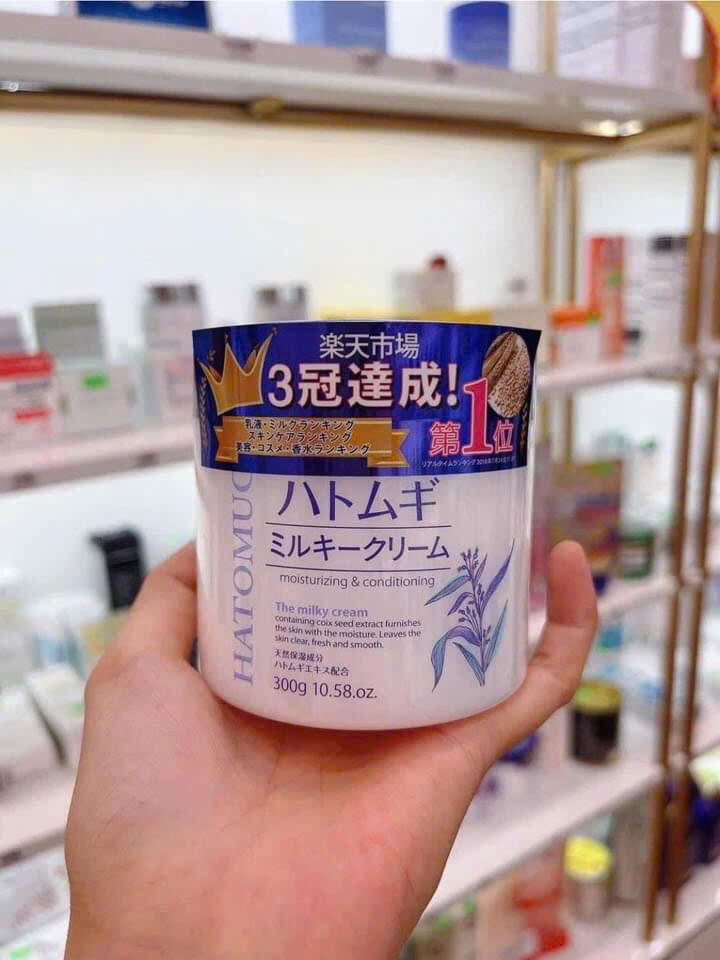 楽天市場
3冠達成!
乳液・ミルクランキング
スキンケアランキング
美容・コスメ・香水ランキング
第1位
ハトムギ
ミルキークリーム
moisturizing & conditioning
HATOMUG
The milky cream
containing coix seed extract furnishes
the skin with the moisture. Leaves the
skin clear, fresh and smooth.
天然保湿成分
ハトムギエキス配合
300g 10.58.oz.